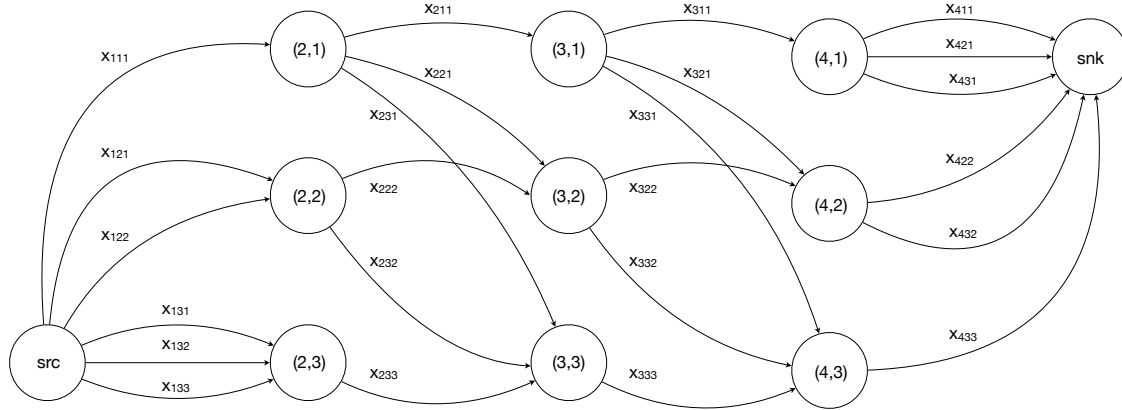 x211
x311
x411
(2,1)
(3,1)
(4,1)
snk
x111
x421
x221
x321
x431
x231
x331
x121
x422
(2,2)
x222
(3,2)
x322
(4,2)
x122
x432
x232
x332
x131
x433
src
x132
(2,3)
x233
(3,3)
x333
(4,3)
x133